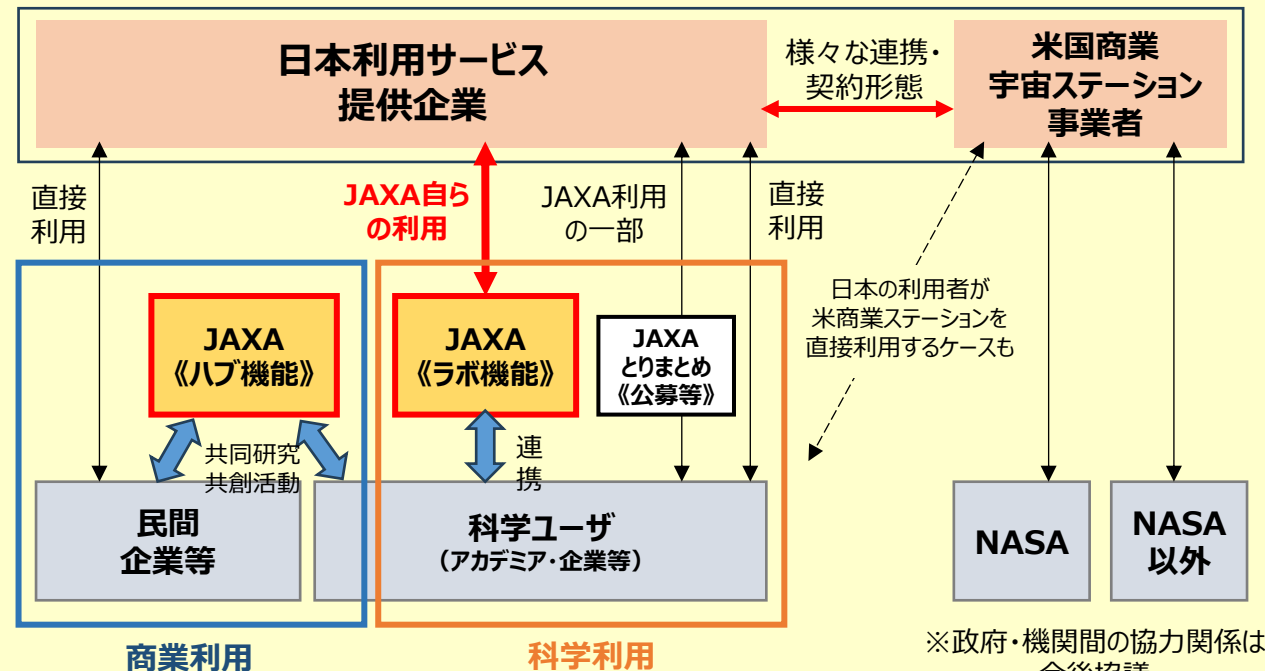 日本利用サービス
提供企業
様々な連携・
契約形態
米国商業
宇宙ステーション
事業者
直接
利用
JAXA自ら
の利用
JAXA利用
の一部
直接
利用
日本の利用者が
米商業ステーションを
直接利用するケースも
JAXA
《ハブ機能》
JAXA
《ラボ機能》
JAXA
とりまとめ
《公募等》
共同研究
共創活動
連
携
民間
企業等
科学ユーザ
（アカデミア・企業等）
NASA
NASA
以外
商業利用
科学利用
※政府・機関間の協力関係は
今後協議